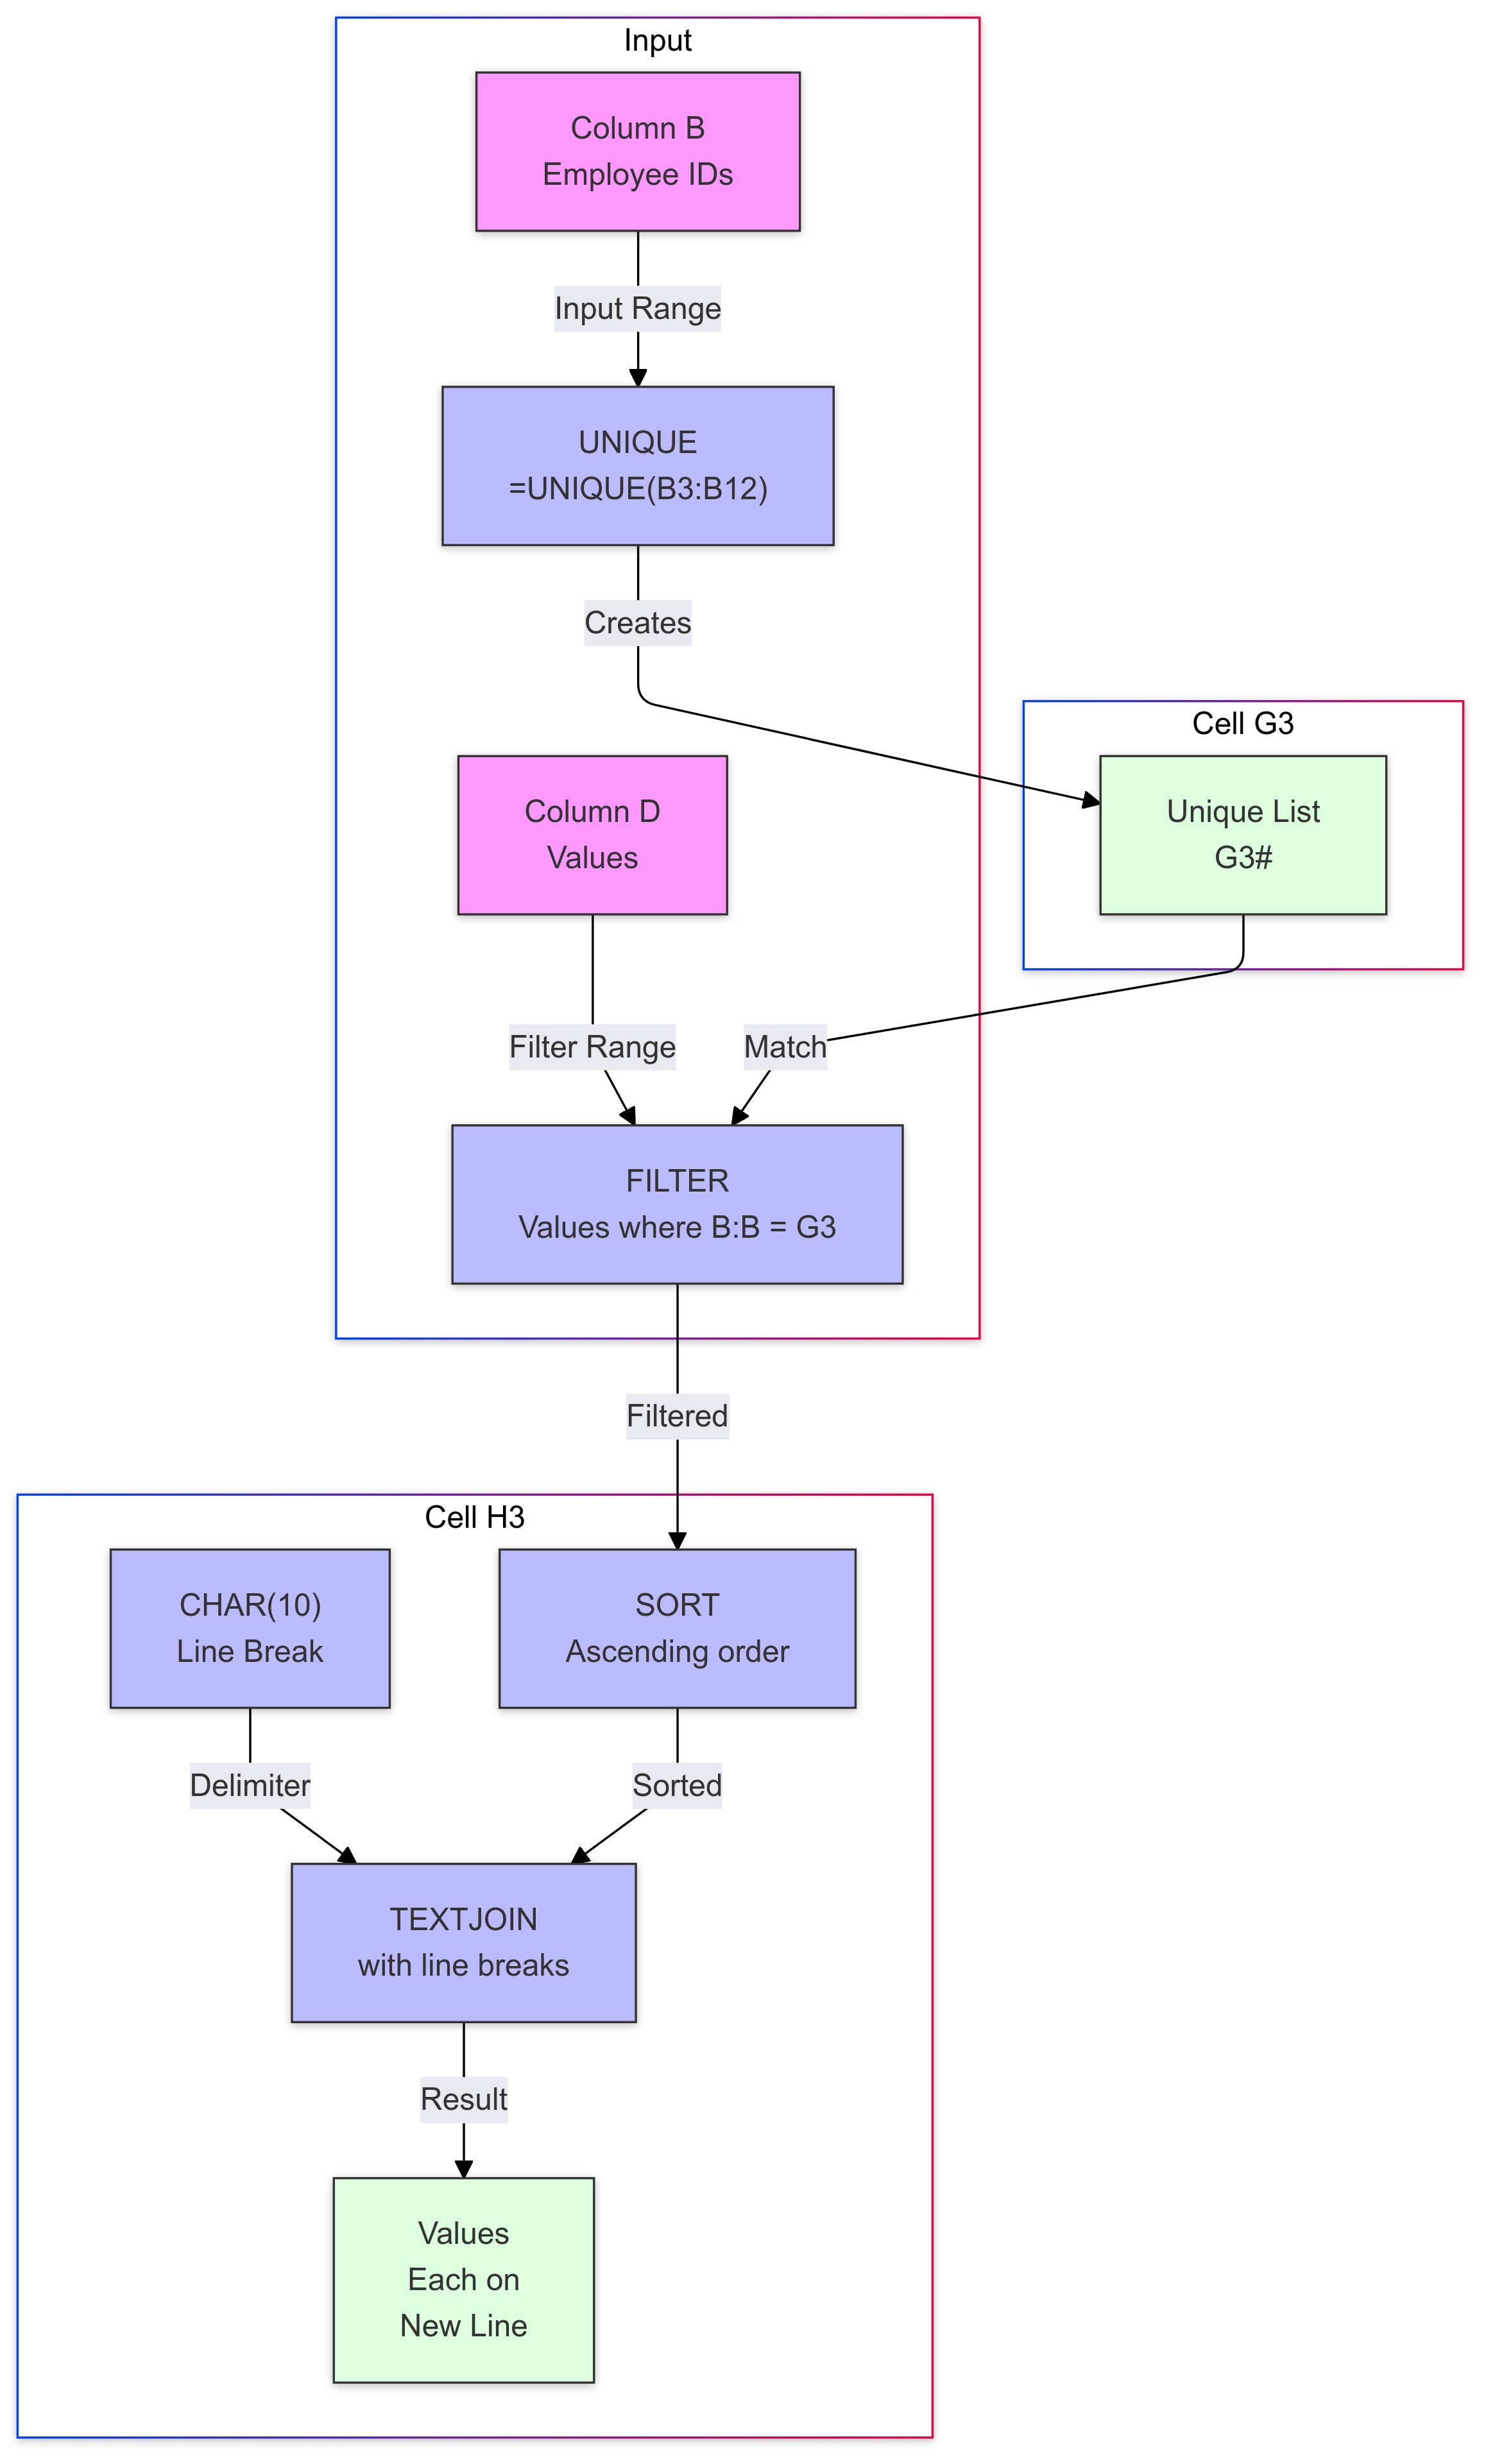 Input
Column B
Employee IDs
Input Range
UNIQUE
=UNIQUE(B3:B12)
Creates
Cell G3
Column D
Values
Unique List
G3#
Filter Range
Match
FILTER
Values where B:B = G3
Filtered
Cell H3
CHAR(10)
Line Break
SORT
Ascending order
Delimiter
Sorted
TEXTJOIN
with line breaks
Result
Values
Each on
New Line